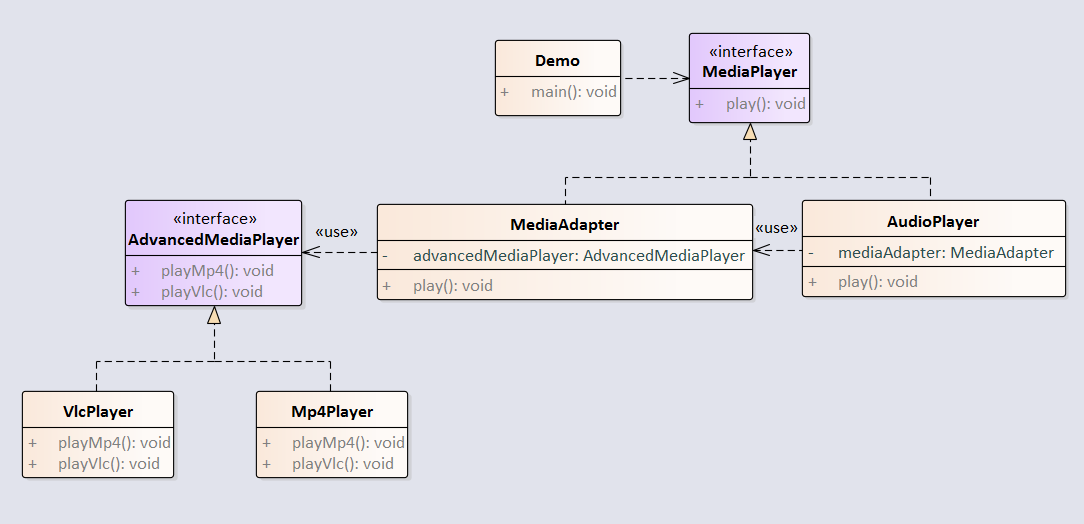 Demo
+ main(): void
«interface»
MediaPlayer
+ play(): void
«interface»
AdvancedMediaPlayer
+ playMp4(): void
+ playVlc(): void
«use»
MediaAdapter
- advancedMediaPlayer: AdvancedMediaPlayer
+ play(): void
«use»
AudioPlayer
- mediaAdapter: MediaAdapter
+ play(): void
VlcPlayer
+ playMp4(): void
+ playVlc(): void
Mp4Player
+ playMp4(): void
+ playVlc(): void